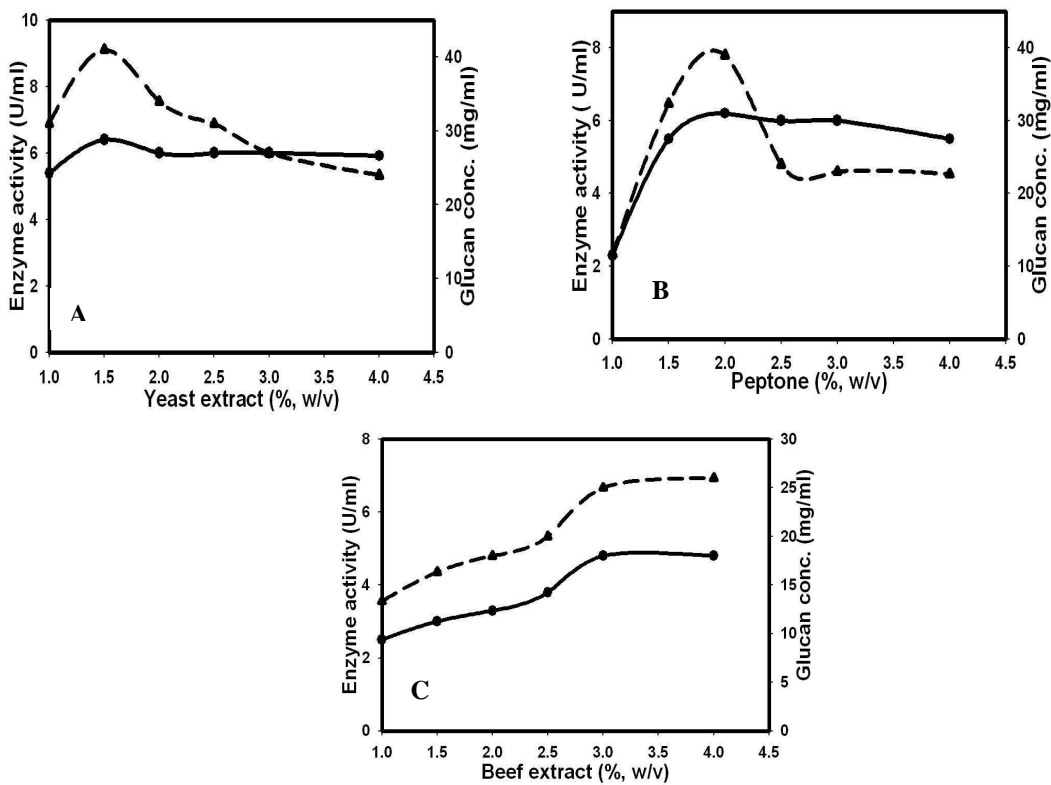 Enzyme activity (U/ml)
10
8
6
4
2
0
A
1.0 1.5 2.0 2.5 3.0 3.5 4.0 4.5
Yeast extract (%, w/v)
40
30
20
10
0
Glucan conc. (mg/ml)
Enzyme activity ( U/ml)
8
6
4
2
0
B
1.0 1.5 2.0 2.5 3.0 3.5 4.0 4.5
Peptone (%, w/v)
40
30
20
10
0
Glucan conc. (mg/ml)
Enzyme activity (U/ml)
8
6
4
2
0
C
1.0 1.5 2.0 2.5 3.0 3.5 4.0 4.5
Beef extract (%, w/v)
30
25
20
15
10
5
0
Glucan conc. (mg/ml)